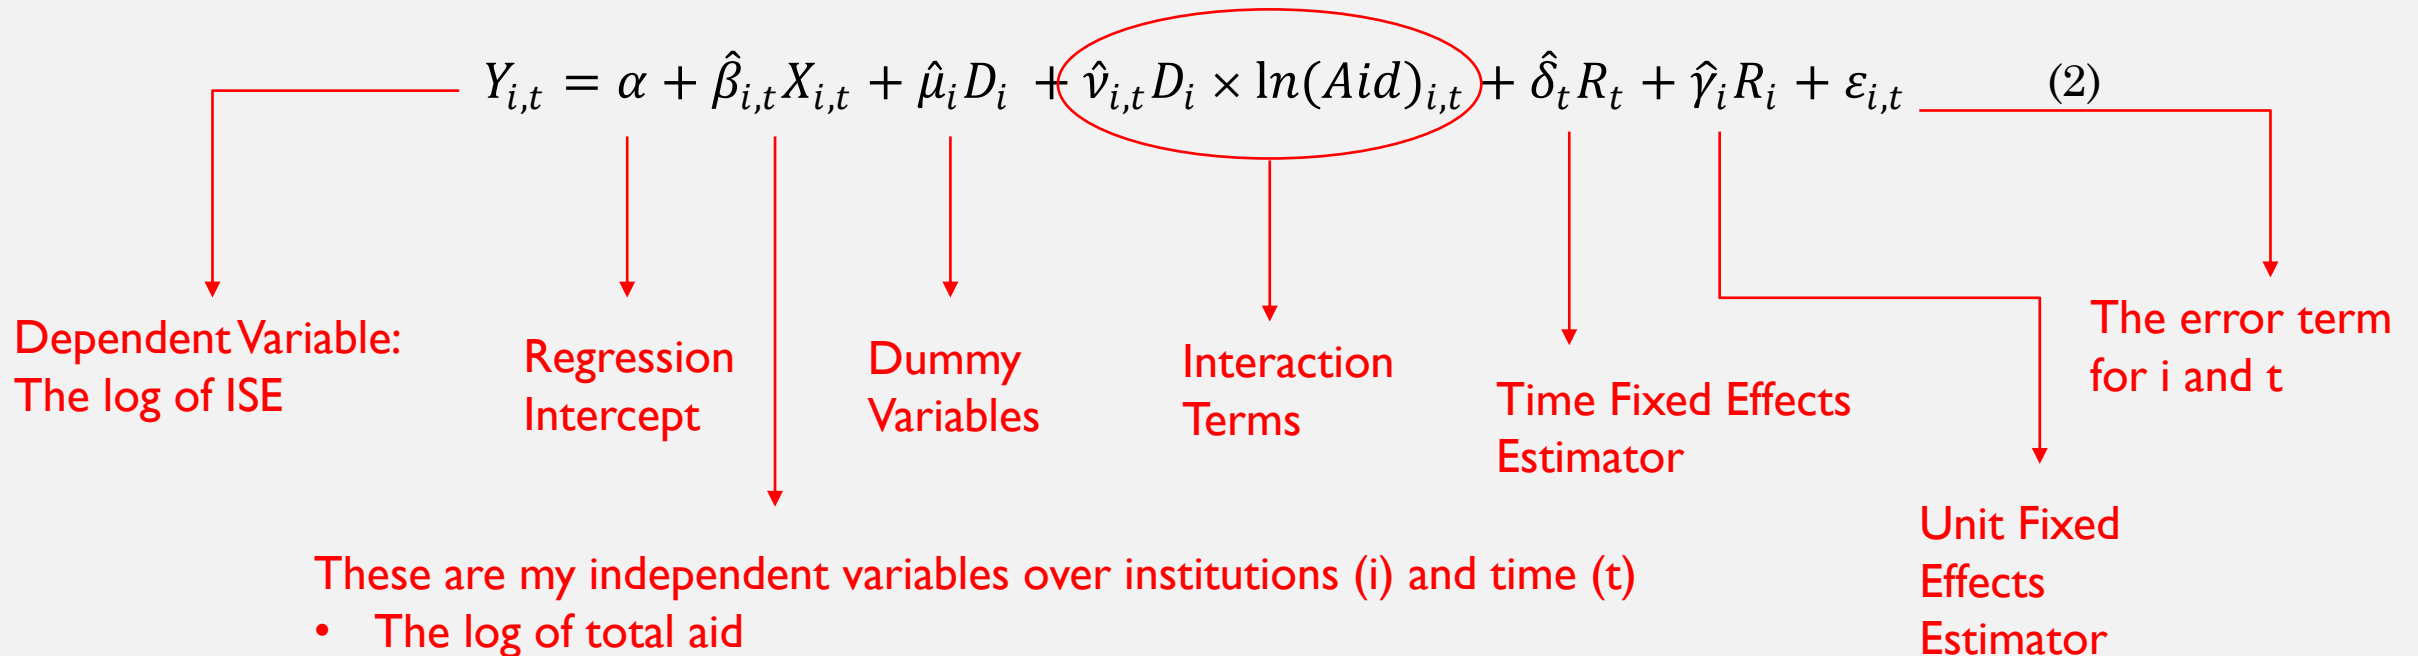 Y_{i,t} = α + β̂_{i,t}X_{i,t} + μ̂_iD_i + ν̂_{i,t}D_i × ln(Aid)_{i,t} + δ̂_tR_t + γ̂_iR_i + ε_{i,t} (2)
Dependent Variable:
The log of ISE
Regression
Intercept
Dummy
Variables
Interaction
Terms
Time Fixed Effects
Estimator
The error term
for i and t
Unit Fixed
Effects
Estimator
These are my independent variables over institutions (i) and time (t)
• The log of total aid